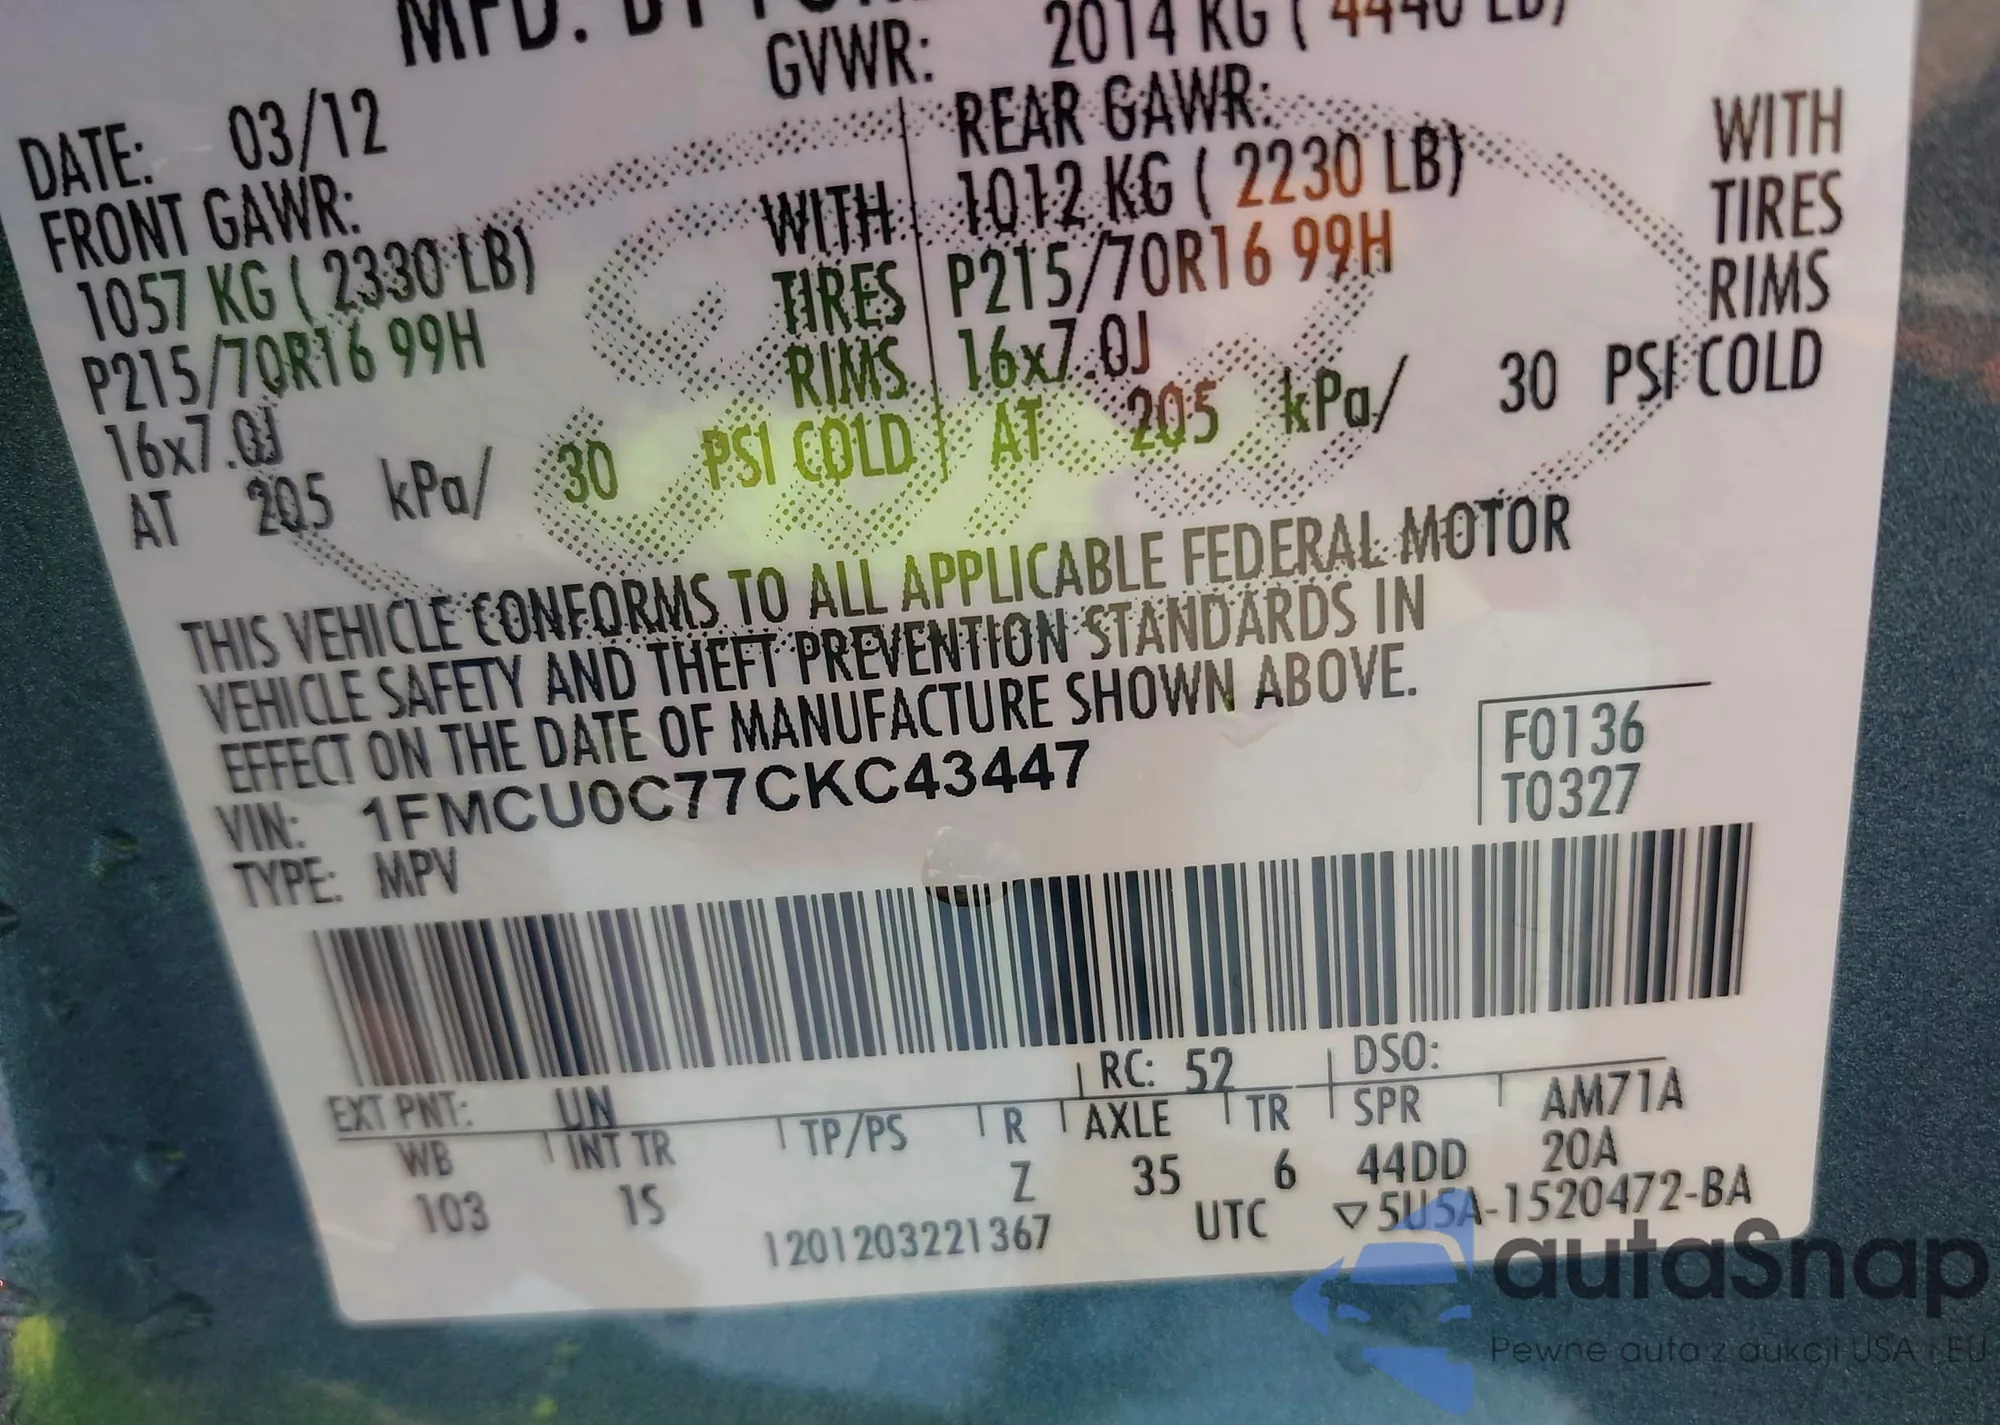 MFD. BY FOR
GVWR: 2014 KG ( 4440 LB)
DATE: 03/12
FRONT GAWR:
1057 KG ( 2330 LB)
P215/70R16 99H
16x7.0J
AT 205 kPa/ 30 PSI COLD
WITH
TIRES
RIMS
REAR GAWR:
1012 KG ( 2230 LB)
P215/70R16 99H
16x7.0J
AT 205 kPa/ 30 PSI COLD
WITH
TIRES
RIMS
THIS VEHICLE CONFORMS TO ALL APPLICABLE FEDERAL MOTOR
VEHICLE SAFETY AND THEFT PREVENTION STANDARDS IN
EFFECT ON THE DATE OF MANUFACTURE SHOWN ABOVE.
VIN: 1FMCU0C77CKC43447
TYPE: MPV
F0136
T0327
EXT PNT: UN RC: 52 DSO:
WB INT TR TP/PS R AXLE TR SPR AM71A
103 1S Z 35 6 44DD 20A
1201203221367 UTC ▽5U5A-1520472-BA
autoSnap
Pewne auta z aukcji USA i EU